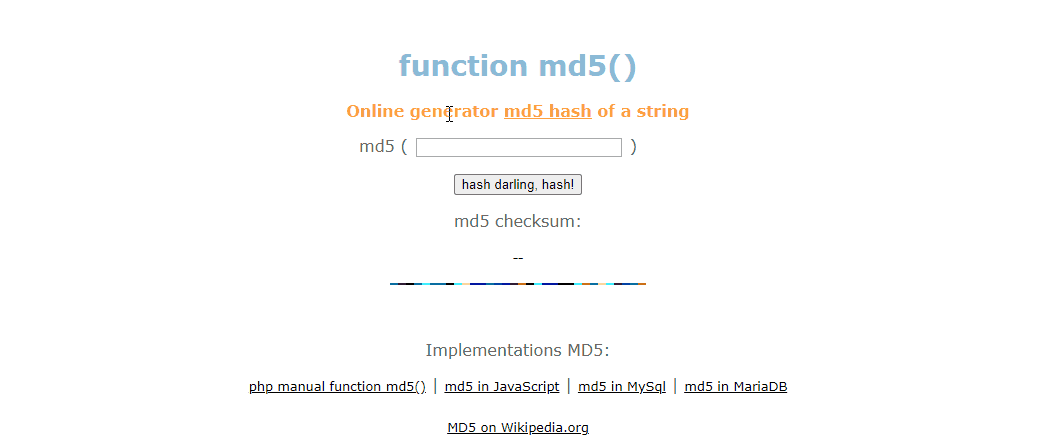 function md5()
Online generator md5 hash of a string
md5 ( )
hash darling, hash!
md5 checksum:
--
Implementations MD5:
php manual function md5() | md5 in JavaScript | md5 in MySql | md5 in MariaDB
MD5 on Wikipedia.org